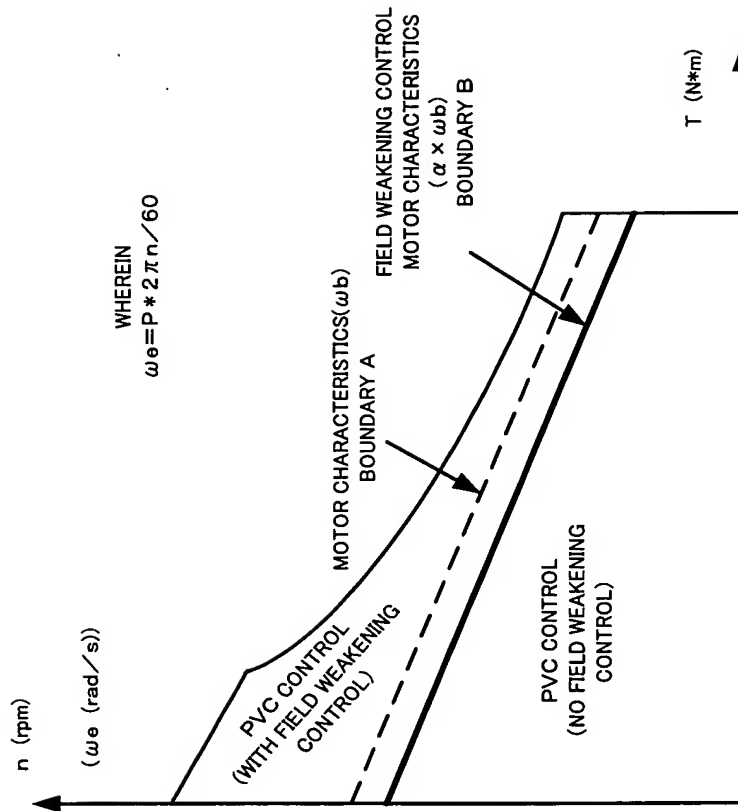 n (rpm)
(ωe (rad/s))
WHEREIN
ωe=P*2πn/60
MOTOR CHARACTERISTICS(ωb)
BOUNDARY A
FIELD WEAKENING CONTROL
MOTOR CHARACTERISTICS
(α × ωb)
BOUNDARY B
PVC CONTROL
(WITH FIELD WEAKENING
CONTROL)
PVC CONTROL
(NO FIELD WEAKENING
CONTROL)
T (N*m)